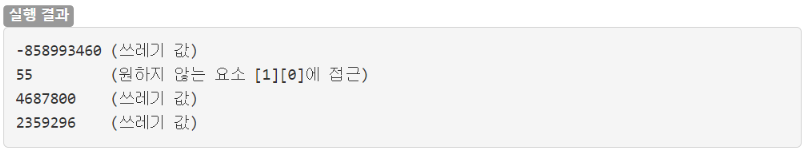 실행 결과
-858993460 (쓰레기 값)
55         (원하지 않는 요소 [1][0]에 접근)
4687800    (쓰레기 값)
2359296    (쓰레기 값)